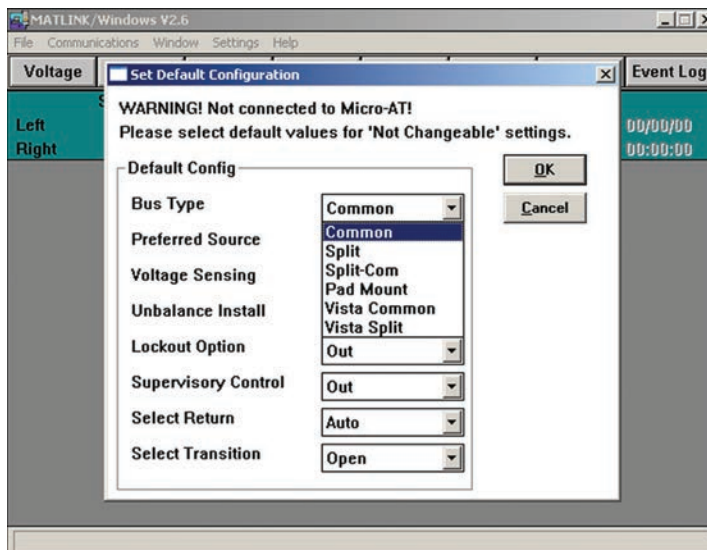 MATLINK/Windows V2.6
File Communications Window Settings Help
Voltage
Event Log
Set Default Configuration
Left
Right
00/00/00
00:00:00
WARNING! Not connected to Micro-AT!
Please select default values for 'Not Changeable' settings.
Default Config
OK
Cancel
Bus Type
Common
Common
Split
Split-Com
Pad Mount
Vista Common
Vista Split
Preferred Source
Voltage Sensing
Unbalance Install
Lockout Option
Out
Supervisory Control
Out
Select Return
Auto
Select Transition
Open